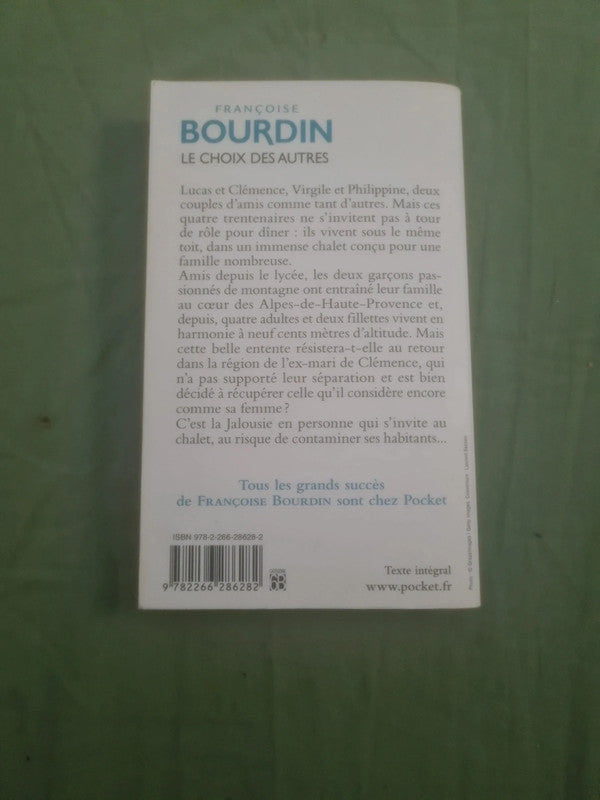 FRANÇOISE
BOURDIN
LE CHOIX DES AUTRES
Lucas et Clémence, Virgile et Philippine, deux
couples d'amis comme tant d'autres. Mais ces
quatre trentenaires ne s'invitent pas à tour
de rôle pour dîner : ils vivent sous le même
toit, dans un immense chalet conçu pour une
famille nombreuse.
Amis depuis le lycée, les deux garçons pas-
sionnés de montagne ont entraîné leur famille
au cœur des Alpes-de-Haute-Provence et,
depuis, quatre adultes et deux fillettes vivent en
harmonie à neuf cents mètres d'altitude. Mais
cette belle entente résistera-t-elle au retour
dans la région de l'ex-mari de Clémence, qui
n'a pas supporté leur séparation et est bien
décidé à récupérer celle qu'il considère encore
comme sa femme ?
C'est la Jalousie en personne qui s'invite au
chalet, au risque de contaminer ses habitants...
Tous les grands succès
de FRANÇOISE BOURDIN sont chez Pocket
ISBN 978-2-266-28628-2
9 782266 286282
Texte intégral
www.pocket.fr